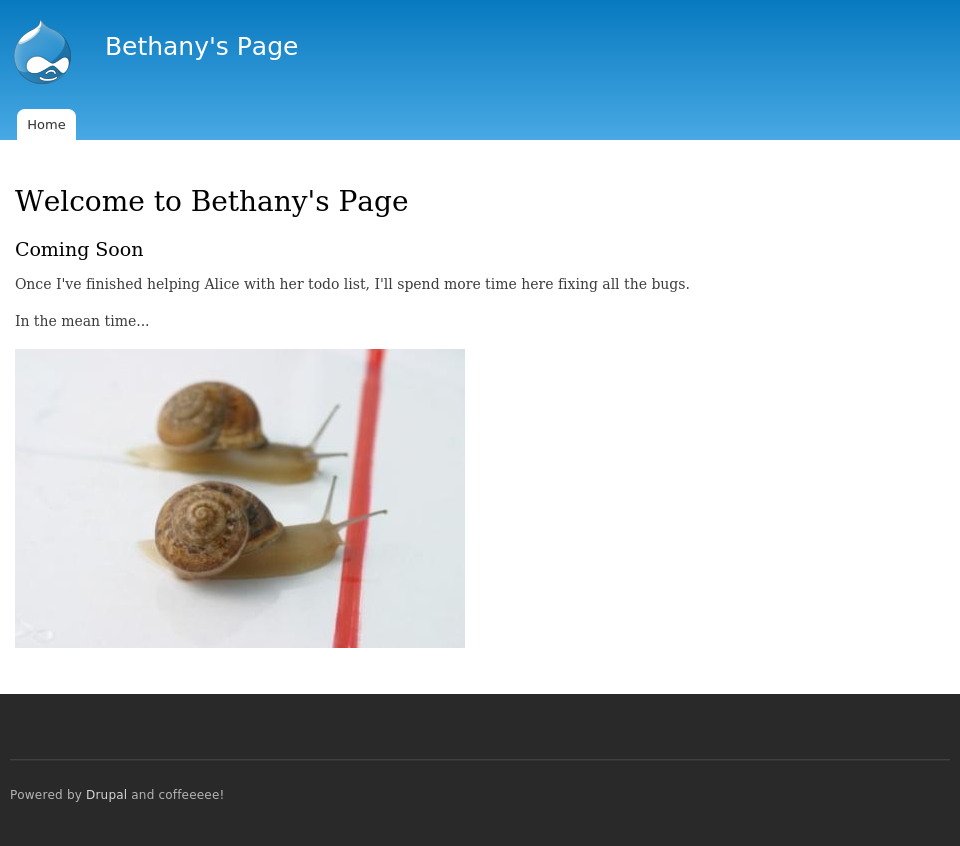 Bethany's Page
Home
Welcome to Bethany's Page
Coming Soon
Once I've finished helping Alice with her todo list, I'll spend more time here fixing all the bugs.
In the mean time...
Powered by Drupal and coffeeeee!